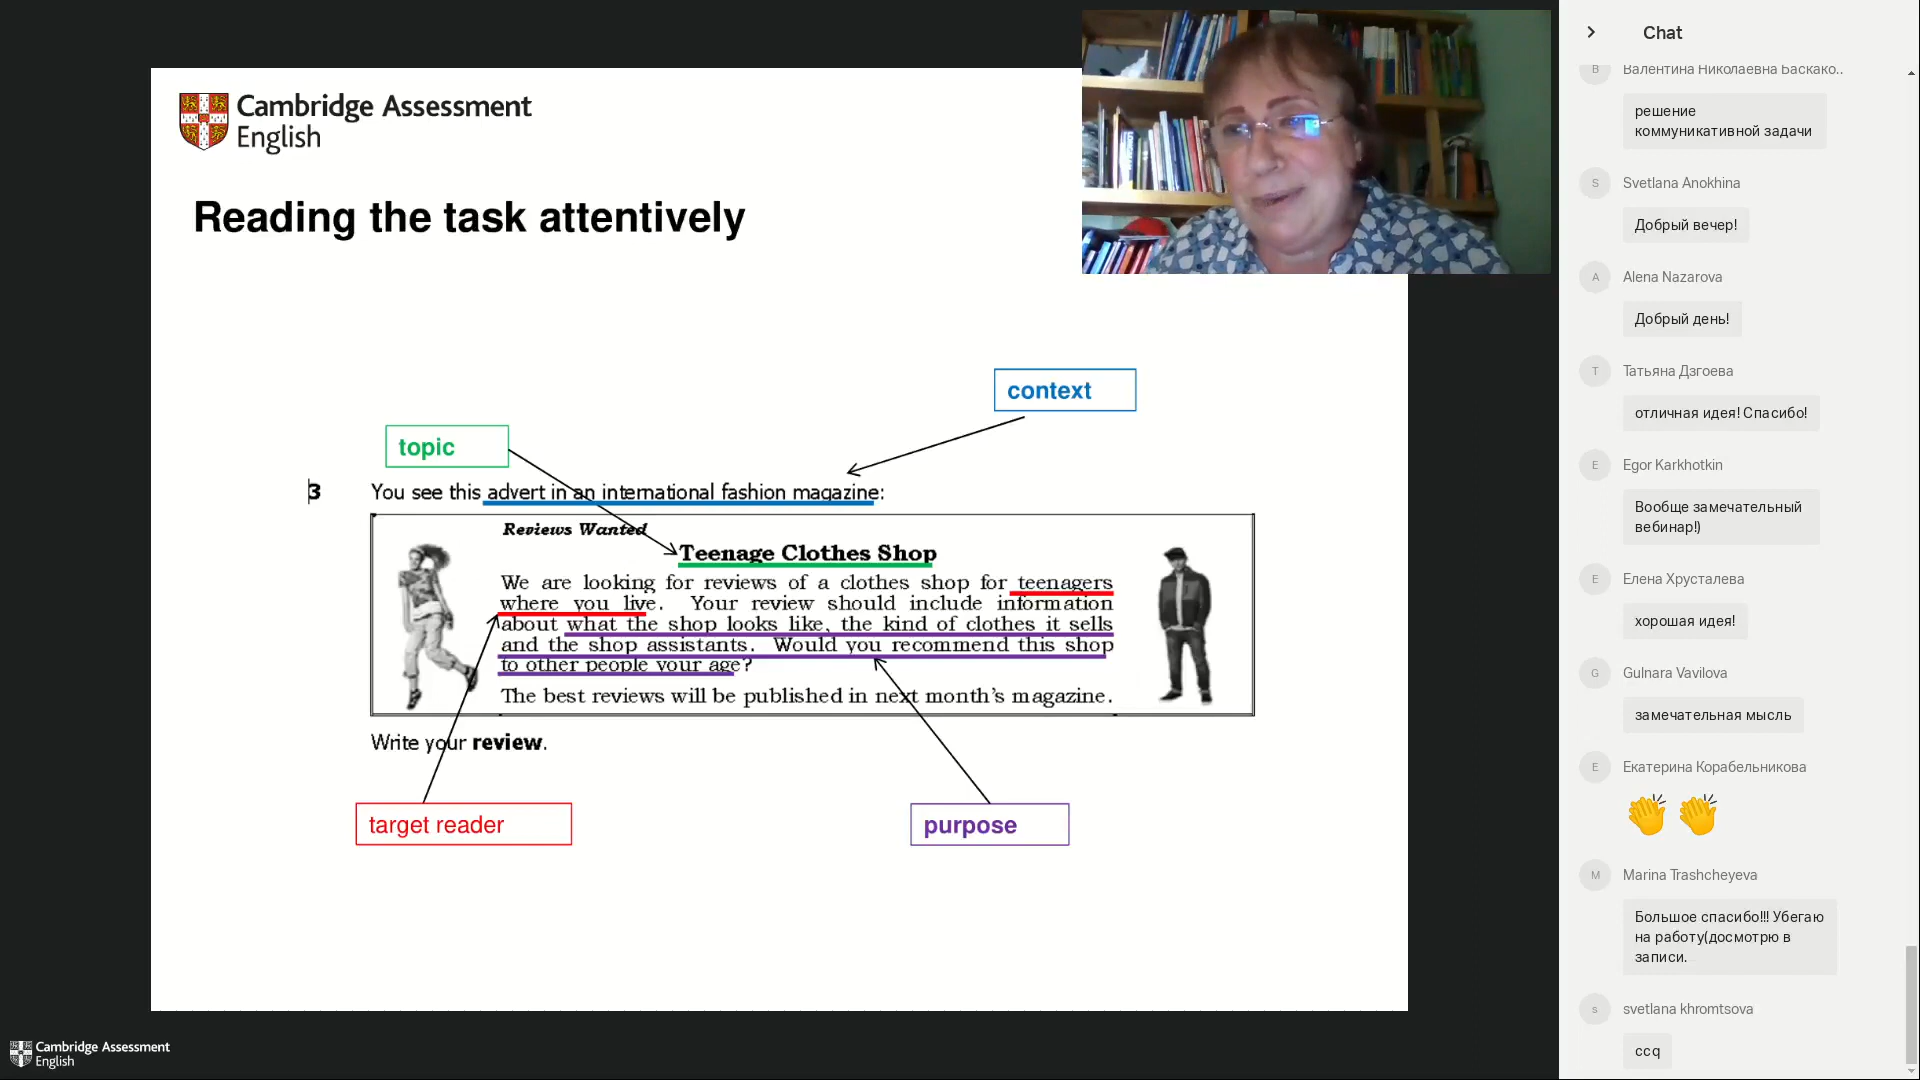 Cambridge Assessment
English
Reading the task attentively
context
topic
3 You see this advert in an international fashion magazine:
Reviews Wanted
Teenage Clothes Shop
We are looking for reviews of a clothes shop for teenagers
where you live. Your review should include information
about what the shop looks like, the kind of clothes it sells
and the shop assistants. Would you recommend this shop
to other people your age?
The best reviews will be published in next month's magazine.
Write your review.
target reader
purpose
Cambridge Assessment
English
Chat
В
Валентина Николаевна Баскако..
решение
коммуникативной задачи
S
Svetlana Anokhina
Добрый вечер!
A
Alena Nazarova
Добрый день!
Т
Татьяна Дзгоева
отличная идея! Спасибо!
E
Egor Karkhotkin
Вообще замечательный
вебинар!)
Е
Елена Хрусталева
хорошая идея!
G
Gulnara Vavilova
замечательная мысль
Е
Екатерина Корабельникова
👏 👏
M
Marina Trashcheyeva
Большое спасибо!!! Убегаю
на работу(досмотрю в
записи.
s
svetlana khromtsova
ccq